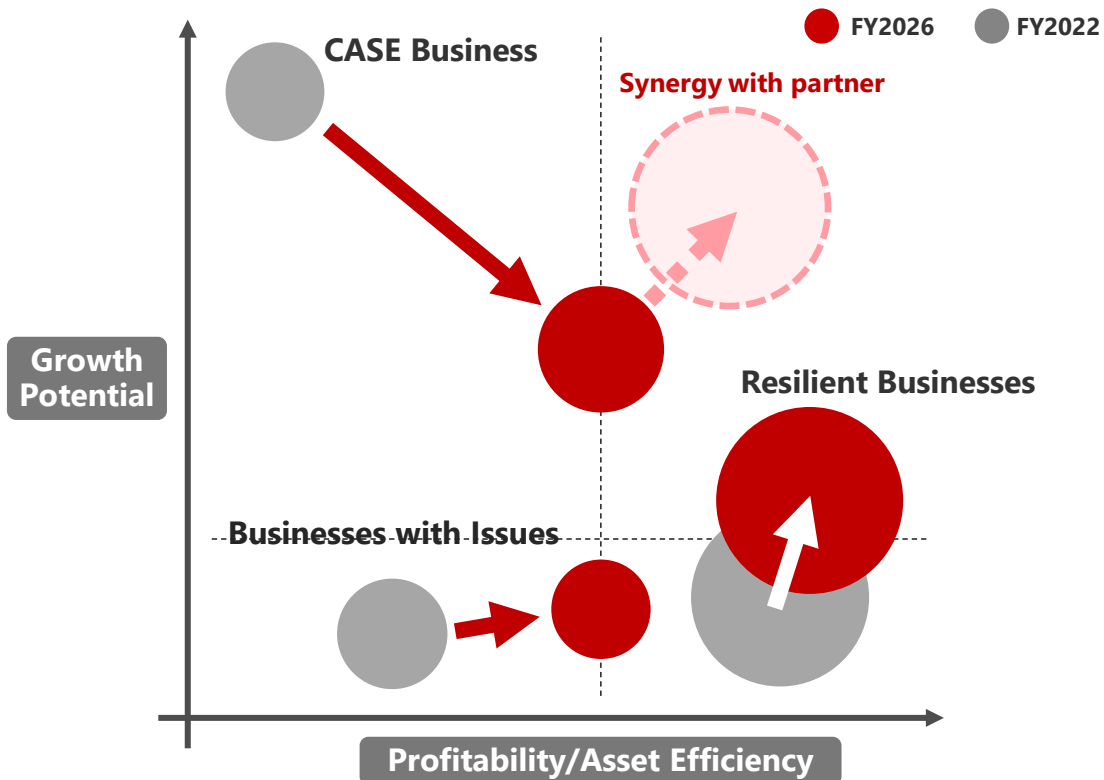 FY2026
FY2022
CASE Business
Synergy with partner
Growth
Potential
Resilient Businesses
Businesses with Issues
Profitability/Asset Efficiency